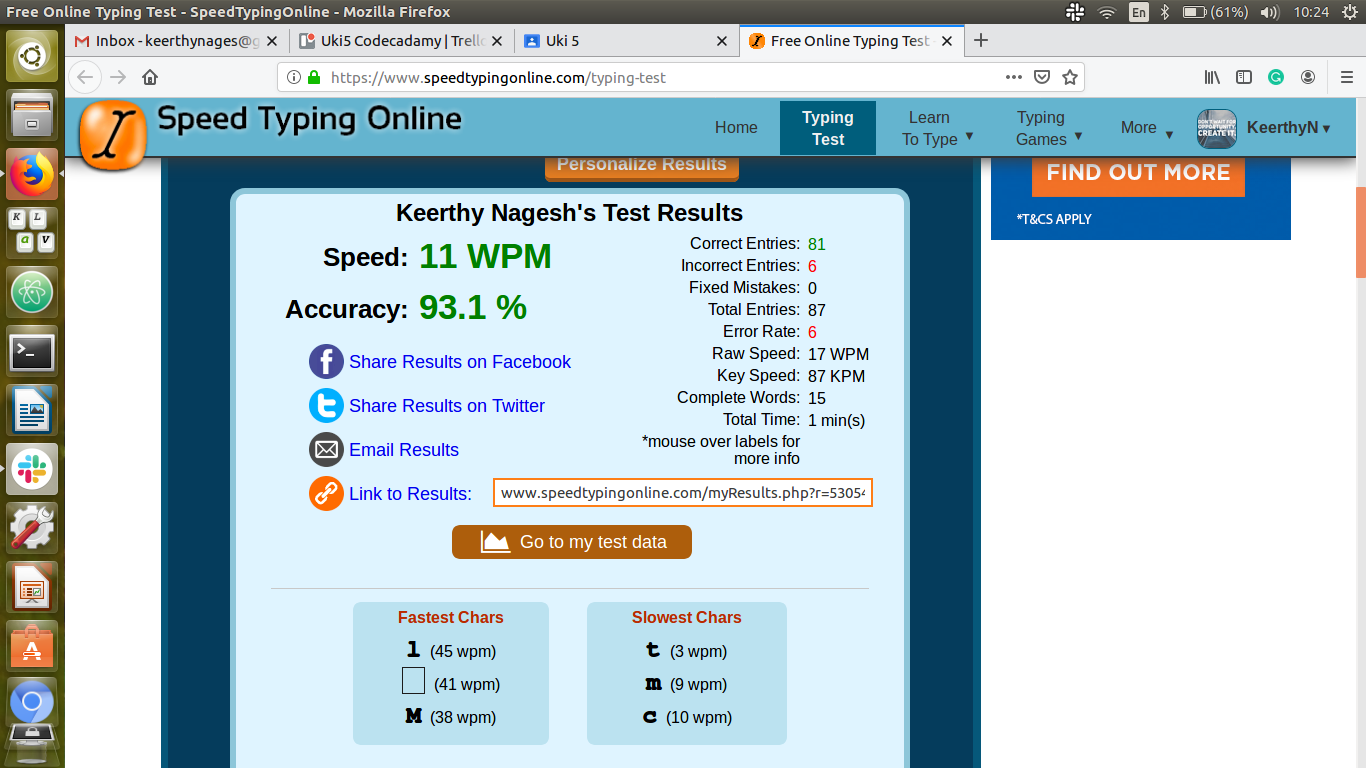 Free Online Typing Test - SpeedTypingOnline - Mozilla Firefox
En
(61%)
10:24
Inbox - keerthynages@g
Uki5 Codecadamy | Trell
Uki 5
Free Online Typing Test
https://www.speedtypingonline.com/typing-test
Speed Typing Online
Home
Typing
Test
Learn
To Type
Typing
Games
More
DON'T WAIT FOR
OPPORTUNITY.
CREATE IT.
KeerthyN
Personalize Results
FIND OUT MORE
*T&CS APPLY
Keerthy Nagesh's Test Results
Speed: 11 WPM
Accuracy: 93.1 %
Share Results on Facebook
Share Results on Twitter
Email Results
Link to Results: www.speedtypingonline.com/myResults.php?r=5305
Correct Entries: 81
Incorrect Entries: 6
Fixed Mistakes: 0
Total Entries: 87
Error Rate: 6
Raw Speed: 17 WPM
Key Speed: 87 KPM
Complete Words: 15
Total Time: 1 min(s)
*mouse over labels for
more info
Go to my test data
Fastest Chars
l (45 wpm)
(41 wpm)
M (38 wpm)
Slowest Chars
t (3 wpm)
m (9 wpm)
c (10 wpm)
K L
a v
>_
A